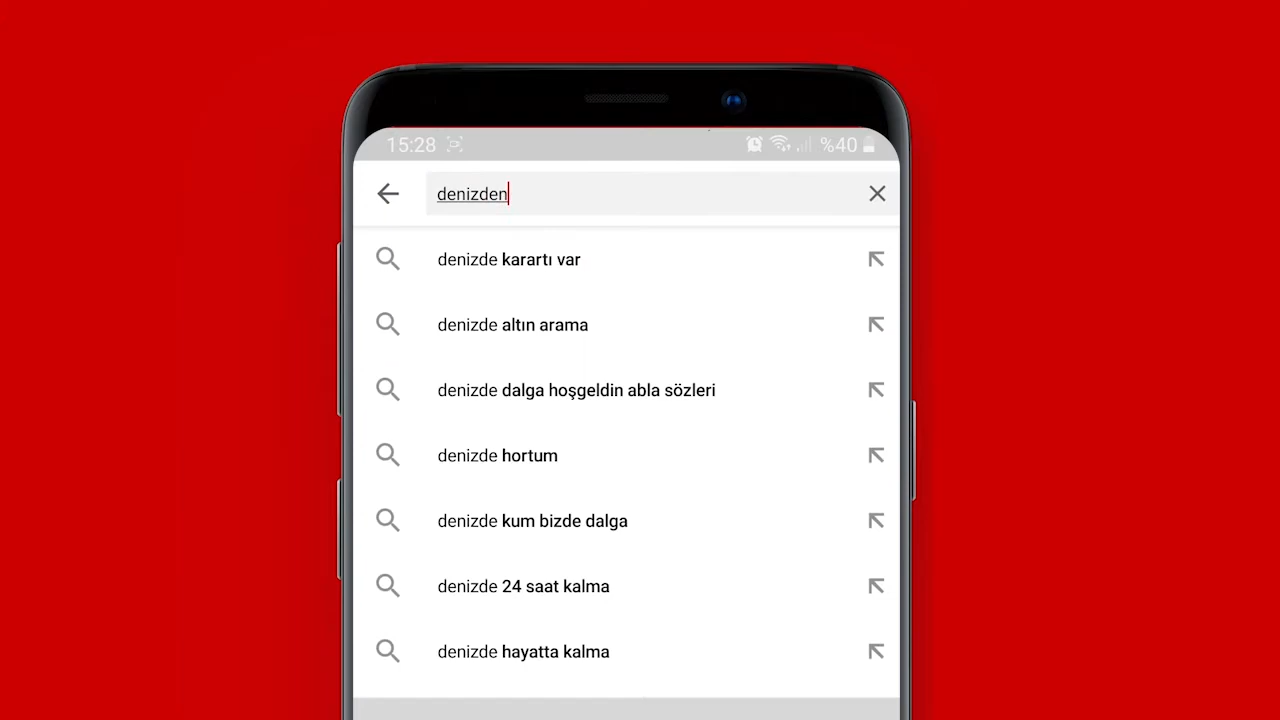 15:28 %40
denizden
denizde karartı var
denizde altın arama
denizde dalga hoşgeldin abla sözleri
denizde hortum
denizde kum bizde dalga
denizde 24 saat kalma
denizde hayatta kalma